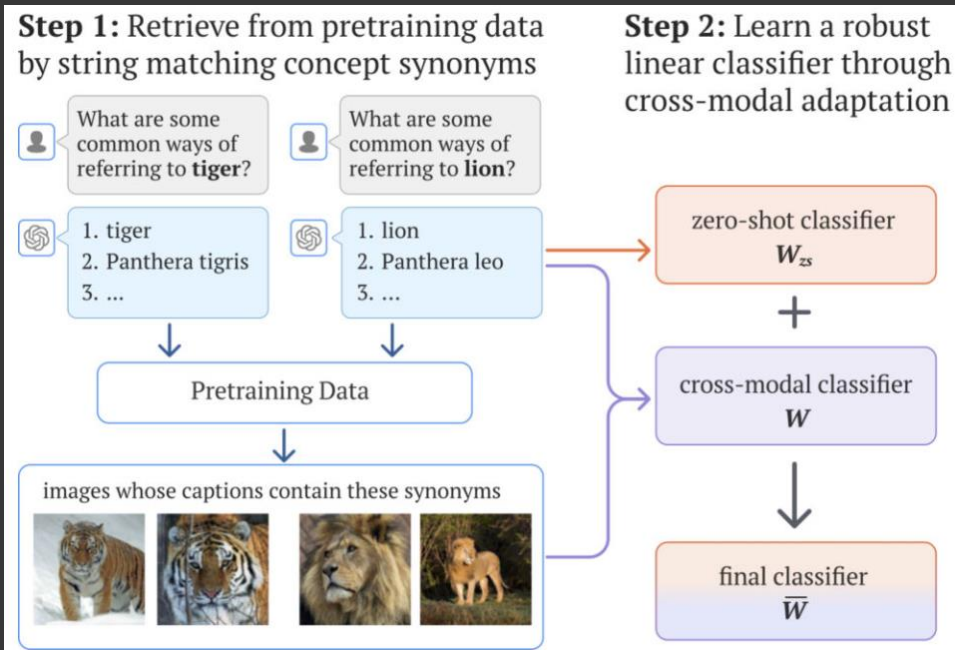 Step 1: Retrieve from pretraining data
by string matching concept synonyms
What are some
common ways of
referring to tiger?
What are some
common ways of
referring to lion?
1. tiger
2. Panthera tigris
3. ...
1. lion
2. Panthera leo
3. ...
Pretraining Data
images whose captions contain these synonyms
Step 2: Learn a robust
linear classifier through
cross-modal adaptation
zero-shot classifier
W_zs
+
cross-modal classifier
W
final classifier
W̅